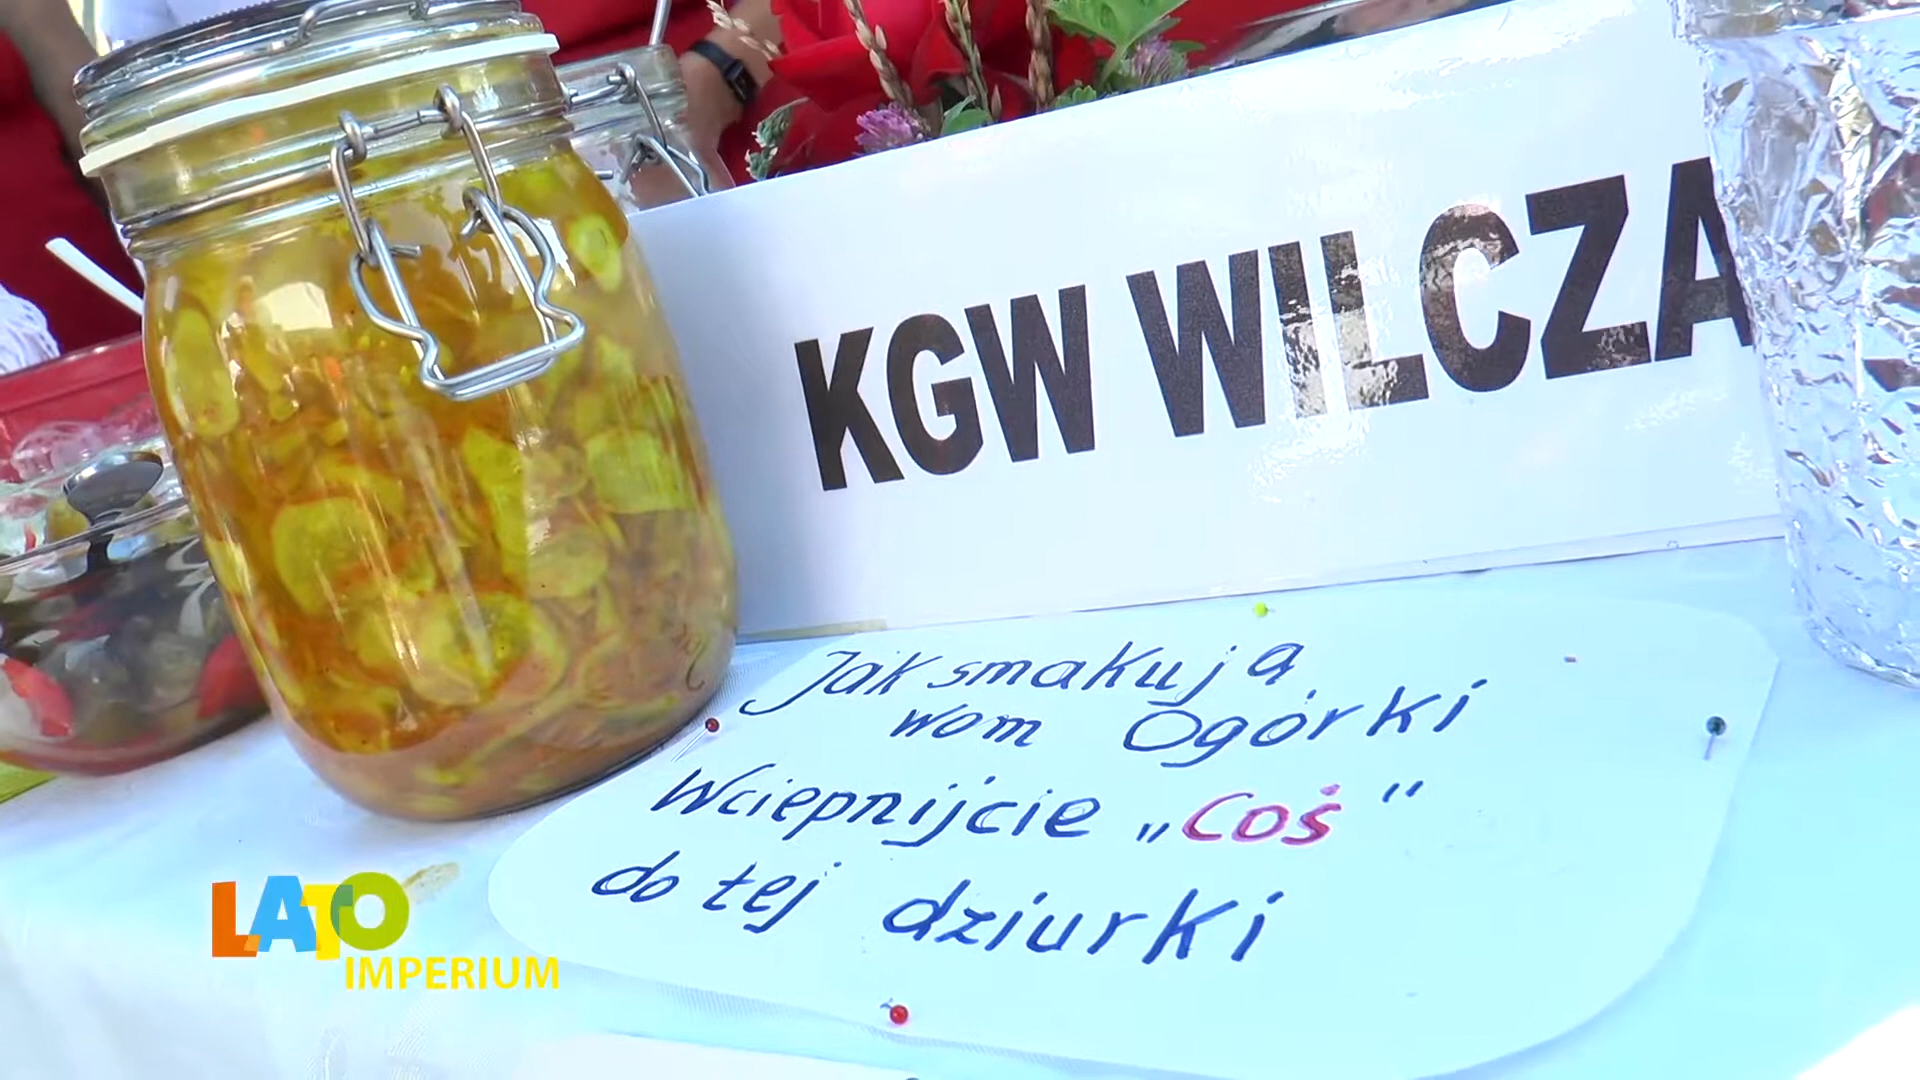 KGW WILCZA
Jak smakują
wom Ogórki
Wciepnijcie „Coś”
do tej dziurki
LATO
IMPERIUM